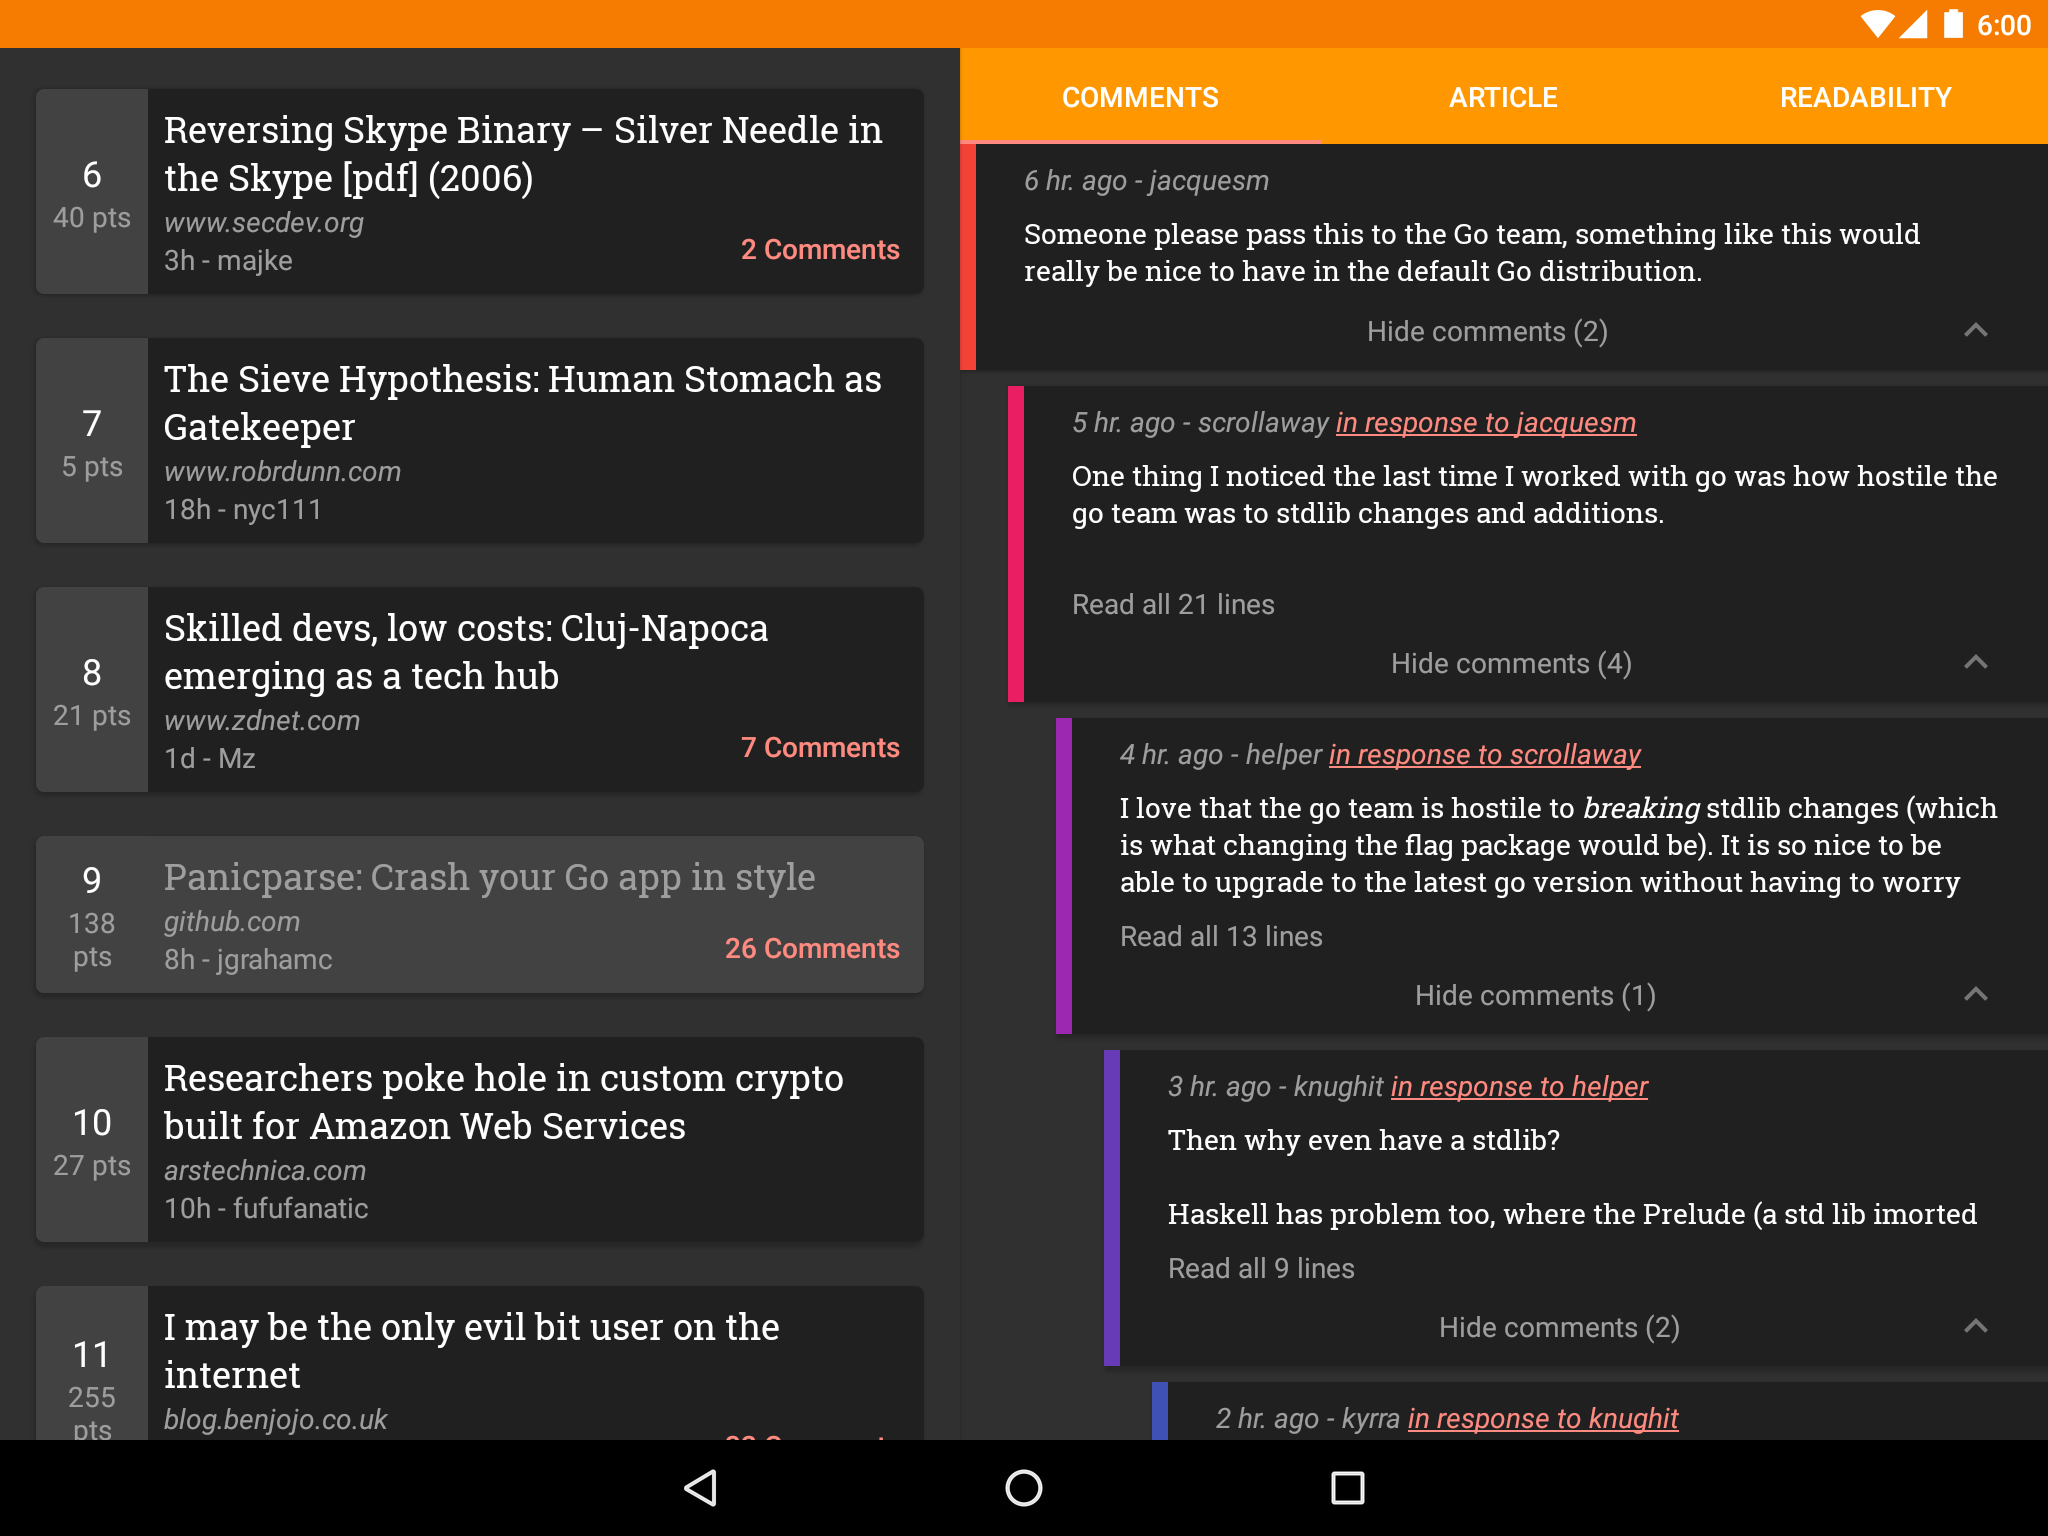 6:00
6
40 pts
Reversing Skype Binary – Silver Needle in
the Skype [pdf] (2006)
www.secdev.org
3h - majke
2 Comments
7
5 pts
The Sieve Hypothesis: Human Stomach as
Gatekeeper
www.robrdunn.com
18h - nyc111
8
21 pts
Skilled devs, low costs: Cluj-Napoca
emerging as a tech hub
www.zdnet.com
1d - Mz
7 Comments
9
138
pts
Panicparse: Crash your Go app in style
github.com
8h - jgrahamc
26 Comments
10
27 pts
Researchers poke hole in custom crypto
built for Amazon Web Services
arstechnica.com
10h - fufufanatic
11
255
pts
I may be the only evil bit user on the
internet
blog.benjojo.co.uk
COMMENTS
ARTICLE
READABILITY
6 hr. ago - jacquesm
Someone please pass this to the Go team, something like this would
really be nice to have in the default Go distribution.
Hide comments (2)
5 hr. ago - scrollaway in response to jacquesm
One thing I noticed the last time I worked with go was how hostile the
go team was to stdlib changes and additions.
Read all 21 lines
Hide comments (4)
4 hr. ago - helper in response to scrollaway
I love that the go team is hostile to breaking stdlib changes (which
is what changing the flag package would be). It is so nice to be
able to upgrade to the latest go version without having to worry
Read all 13 lines
Hide comments (1)
3 hr. ago - knughit in response to helper
Then why even have a stdlib?
Haskell has problem too, where the Prelude (a std lib imorted
Read all 9 lines
Hide comments (2)
2 hr. ago - kyrra in response to knughit